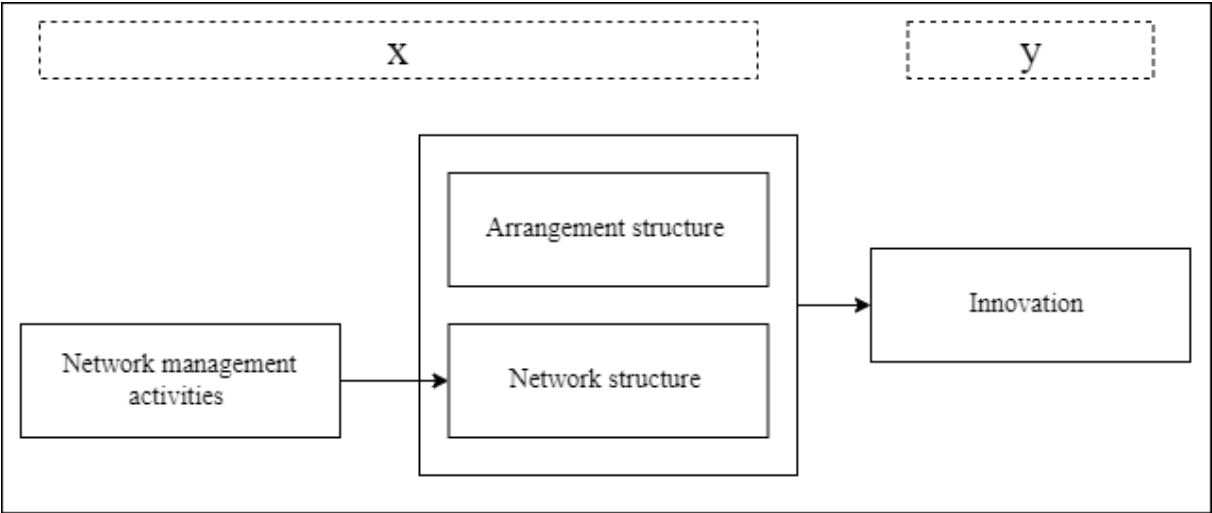 x
y
Arrangement structure
Innovation
Network management
activities
Network structure